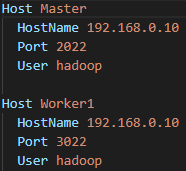 Host Master
HostName 192.168.0.10
Port 2022
User hadoop
Host Worker1
HostName 192.168.0.10
Port 3022
User hadoop